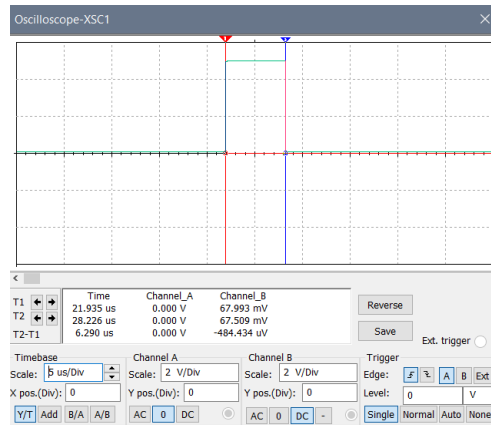 Oscilloscope-XSC1
1 2
Time Channel_A Channel_B
T1 21.935 us 0.000 V 67.993 mV
T2 28.226 us 0.000 V 67.509 mV
T2-T1 6.290 us 0.000 V -484.434 uV
Reverse
Save
Ext. trigger
Timebase Channel A Channel B Trigger
Scale: 5 us/Div Scale: 2 V/Div Scale: 2 V/Div Edge: A B Ext
X pos.(Div): 0 Y pos.(Div): 0 Y pos.(Div): 0 Level: 0 V
Y/T Add B/A A/B AC 0 DC AC 0 DC - Single Normal Auto None